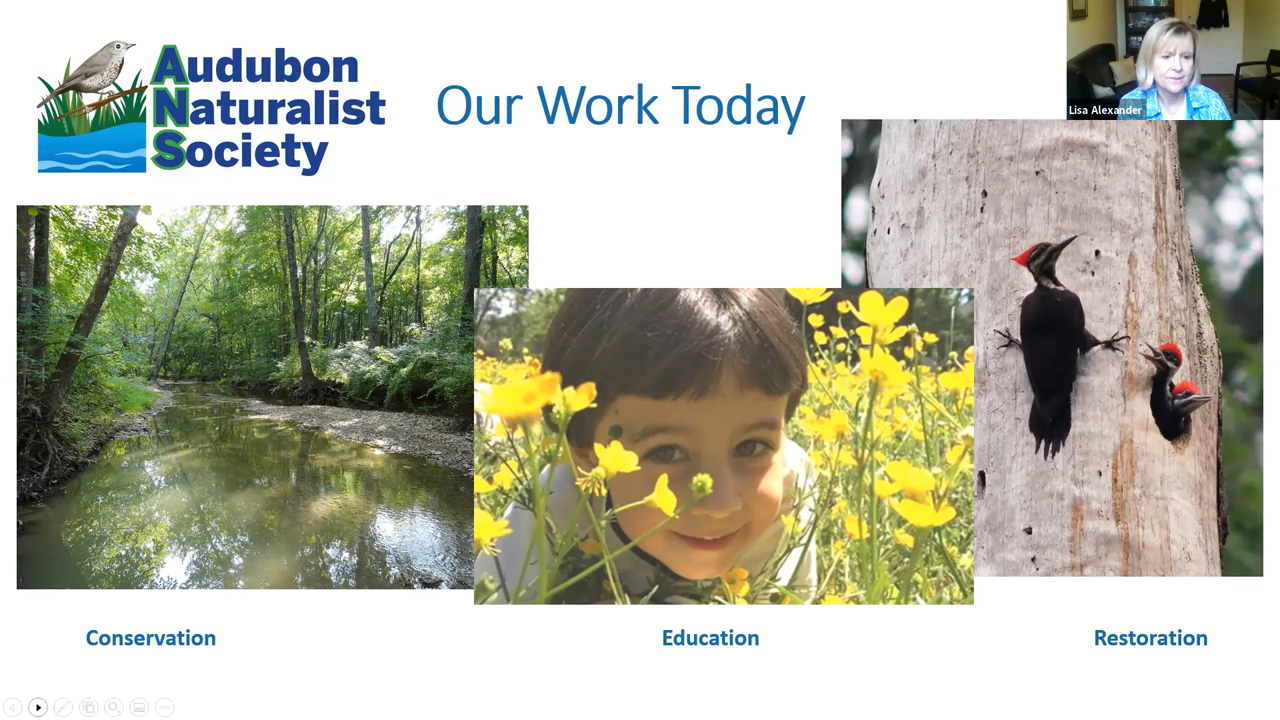 Audubon
Naturalist
Society
Our Work Today
Lisa Alexander
Conservation
Education
Restoration